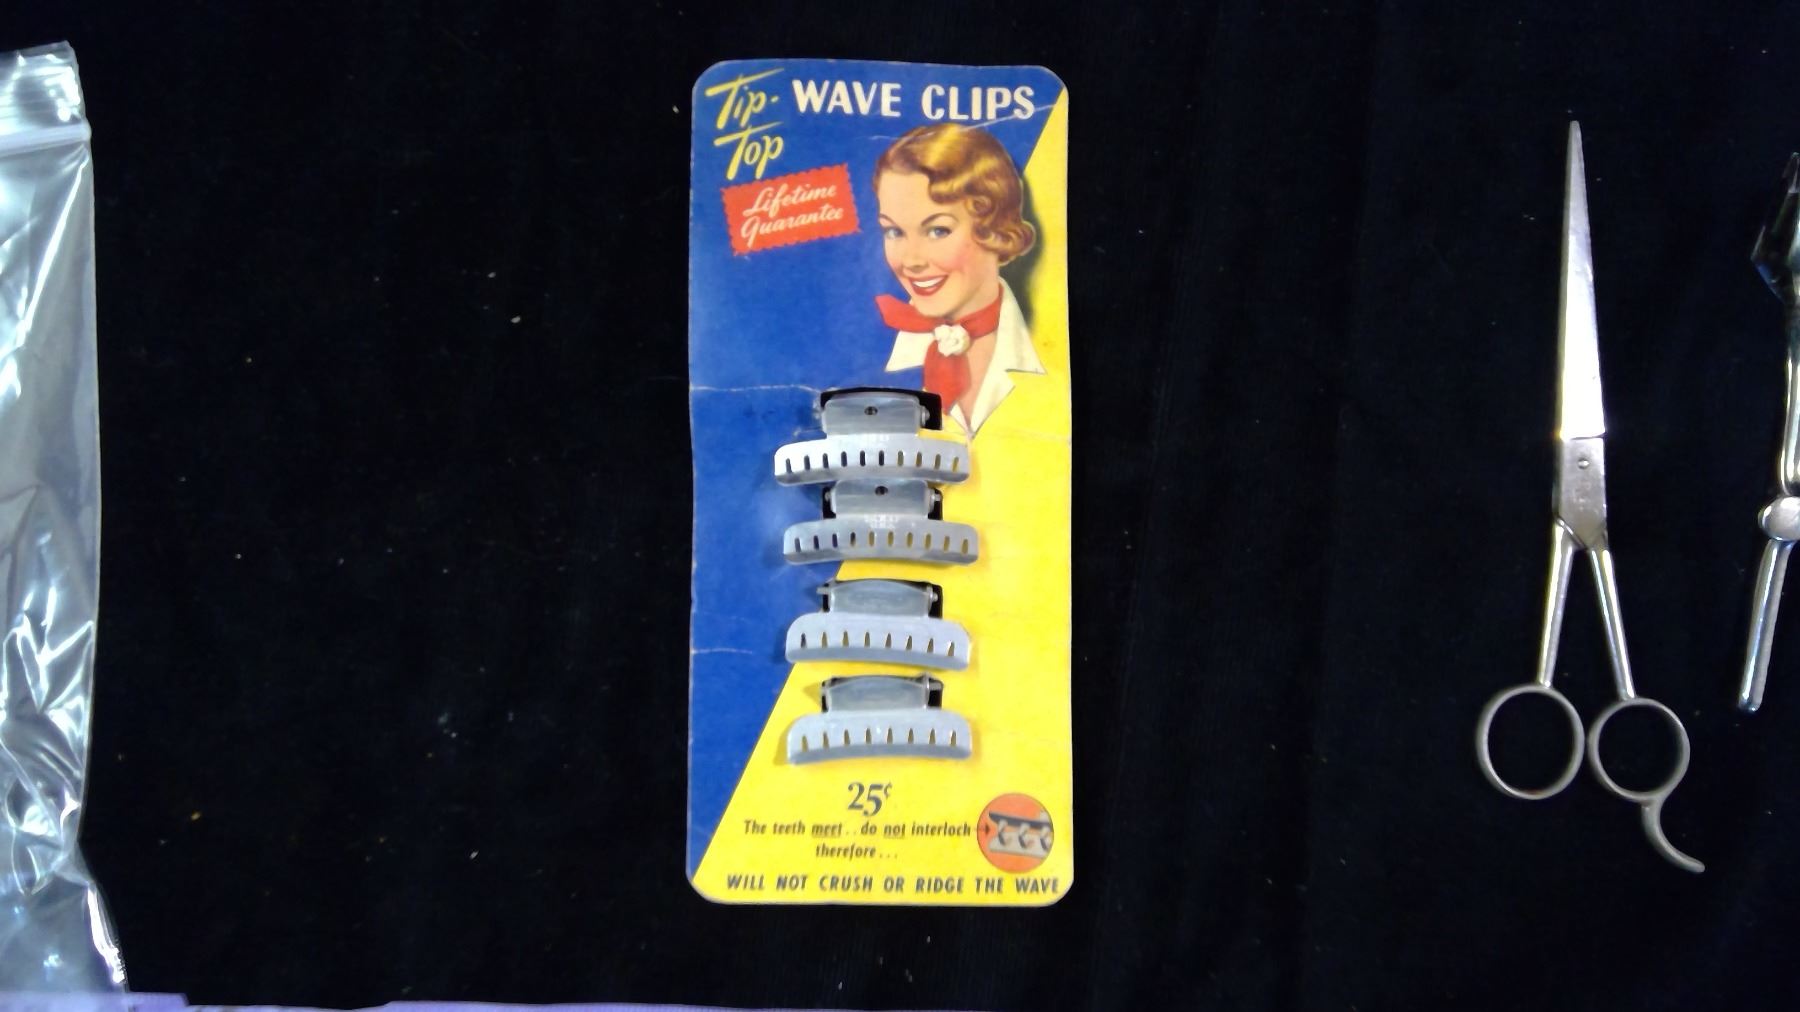 Tip-Top
WAVE CLIPS
Lifetime
Guarantee
25¢
The teeth meet.. do not interlock
therefore...
WILL NOT CRUSH OR RIDGE THE WAVE